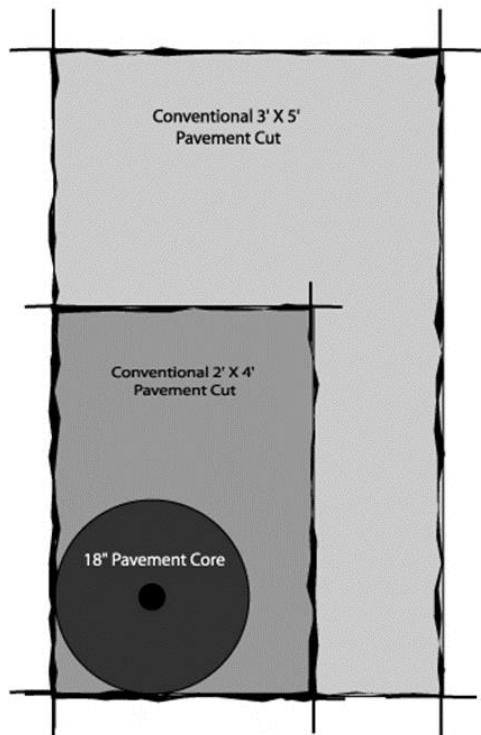 Conventional 3' X 5'
Pavement Cut
Conventional 2' X 4'
Pavement Cut
18" Pavement Core